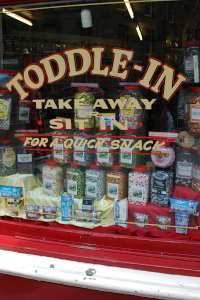 TODDLE-IN
TAKE AWAY
SIT IN
FOR A QUICK SNACK